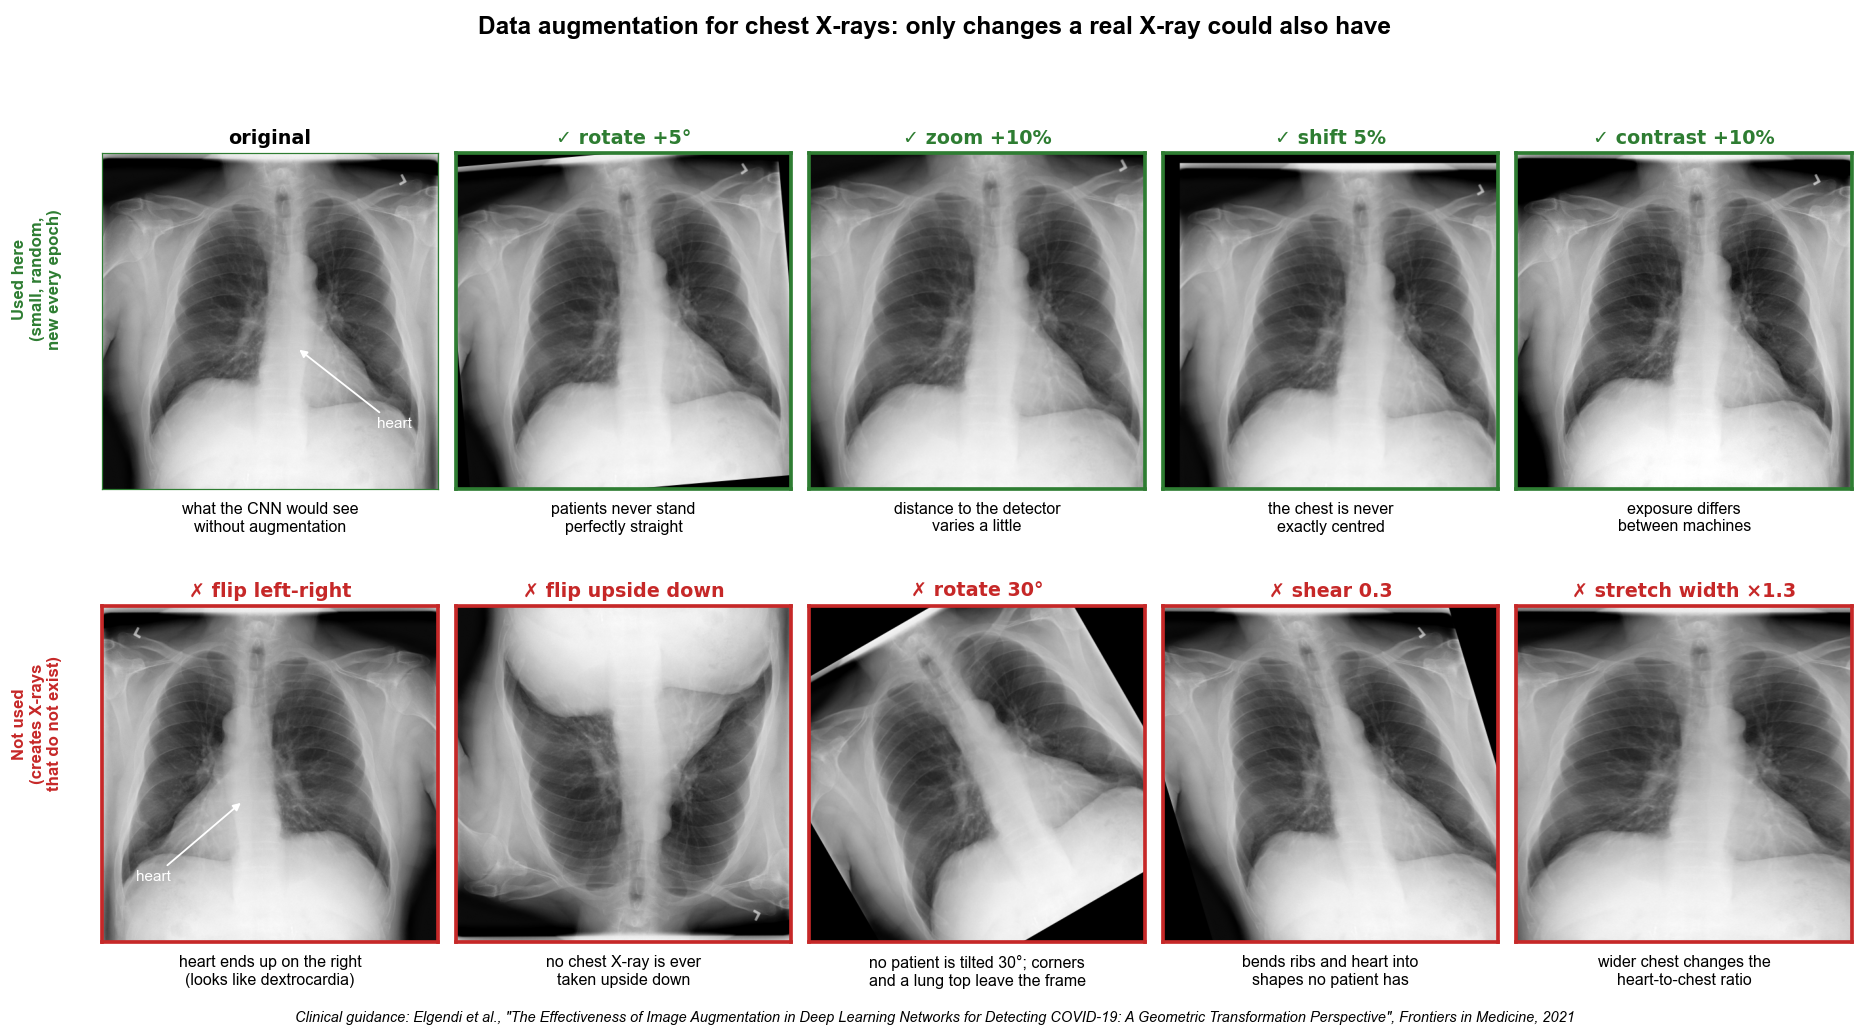 Data augmentation for chest X-rays: only changes a real X-ray could also have
Used here
(small, random,
new every epoch)
original
✓ rotate +5°
✓ zoom +10%
✓ shift 5%
✓ contrast +10%
heart
what the CNN would see
without augmentation
patients never stand
perfectly straight
distance to the detector
varies a little
the chest is never
exactly centred
exposure differs
between machines
Not used
(creates X-rays
that do not exist)
✗ flip left-right
✗ flip upside down
✗ rotate 30°
✗ shear 0.3
✗ stretch width ×1.3
heart
heart ends up on the right
(looks like dextrocardia)
no chest X-ray is ever
taken upside down
no patient is tilted 30°; corners
and a lung top leave the frame
bends ribs and heart into
shapes no patient has
wider chest changes the
heart-to-chest ratio
Clinical guidance: Elgendi et al., "The Effectiveness of Image Augmentation in Deep Learning Networks for Detecting COVID-19: A Geometric Transformation Perspective", Frontiers in Medicine, 2021